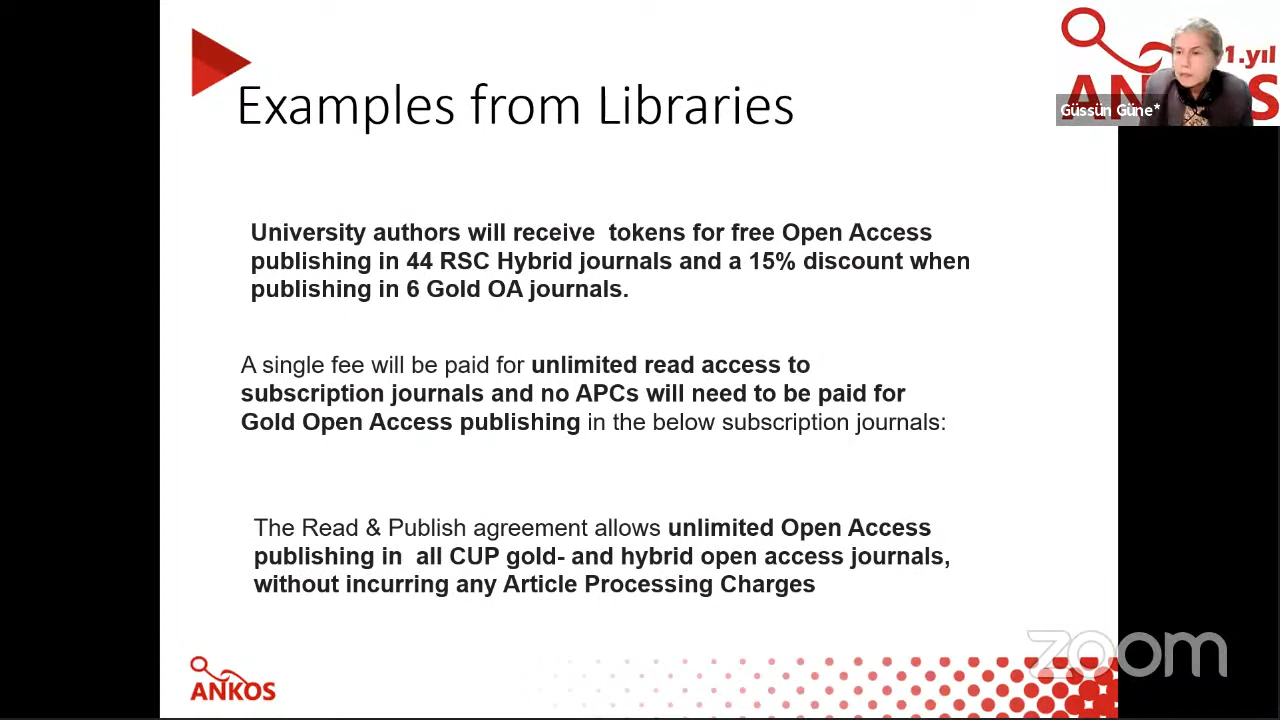 Examples from Libraries
1.yıl
ANKOS
Güssün Güne*
University authors will receive  tokens for free Open Access
publishing in 44 RSC Hybrid journals and a 15% discount when
publishing in 6 Gold OA journals.
A single fee will be paid for unlimited read access to
subscription journals and no APCs will need to be paid for
Gold Open Access publishing in the below subscription journals:
The Read & Publish agreement allows unlimited Open Access
publishing in  all CUP gold- and hybrid open access journals,
without incurring any Article Processing Charges
zoom
ANKOS